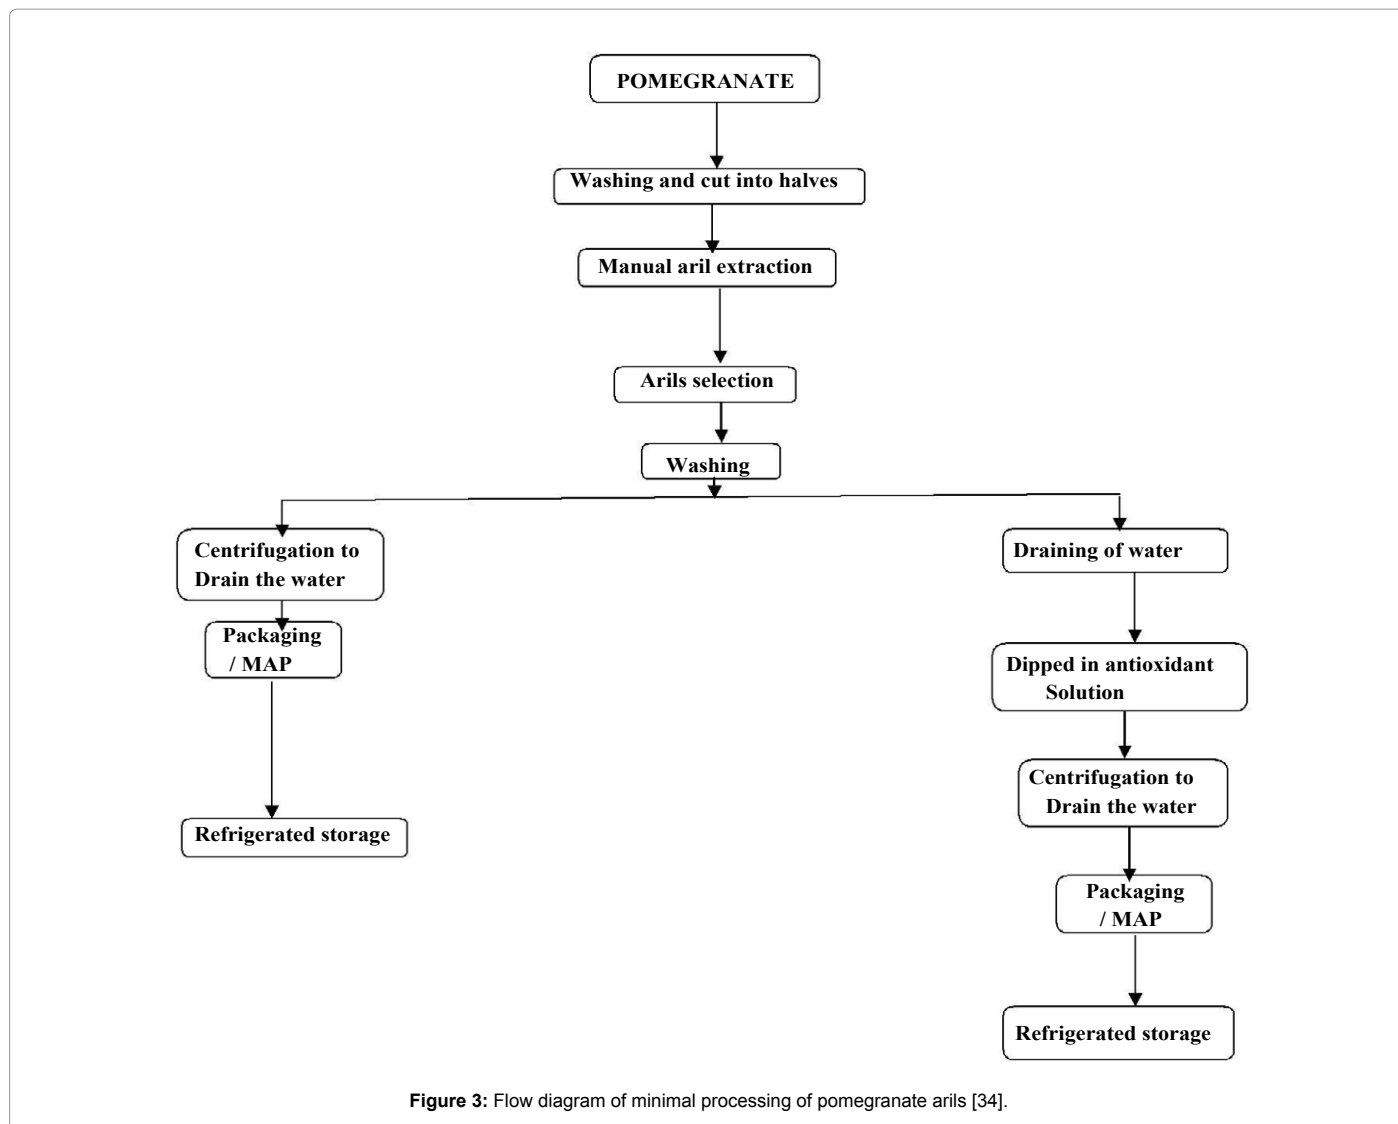 POMEGRANATE
Washing and cut into halves
Manual aril extraction
Arils selection
Washing
Centrifugation to
Drain the water
Packaging
/ MAP
Refrigerated storage
Draining of water
Dipped in antioxidant
Solution
Centrifugation to
Drain the water
Packaging
/ MAP
Refrigerated storage
Figure 3: Flow diagram of minimal processing of pomegranate arils [34].